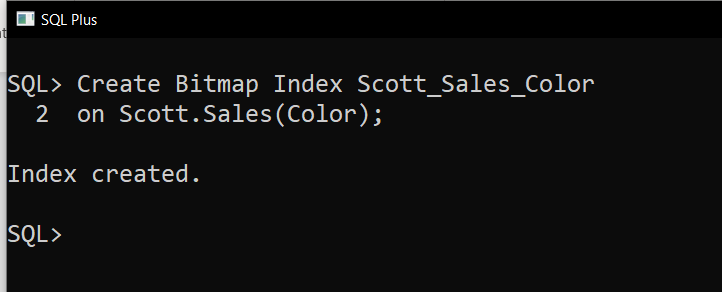 SQL Plus
SQL> Create Bitmap Index Scott_Sales_Color
2 on Scott.Sales(Color);
Index created.
SQL>